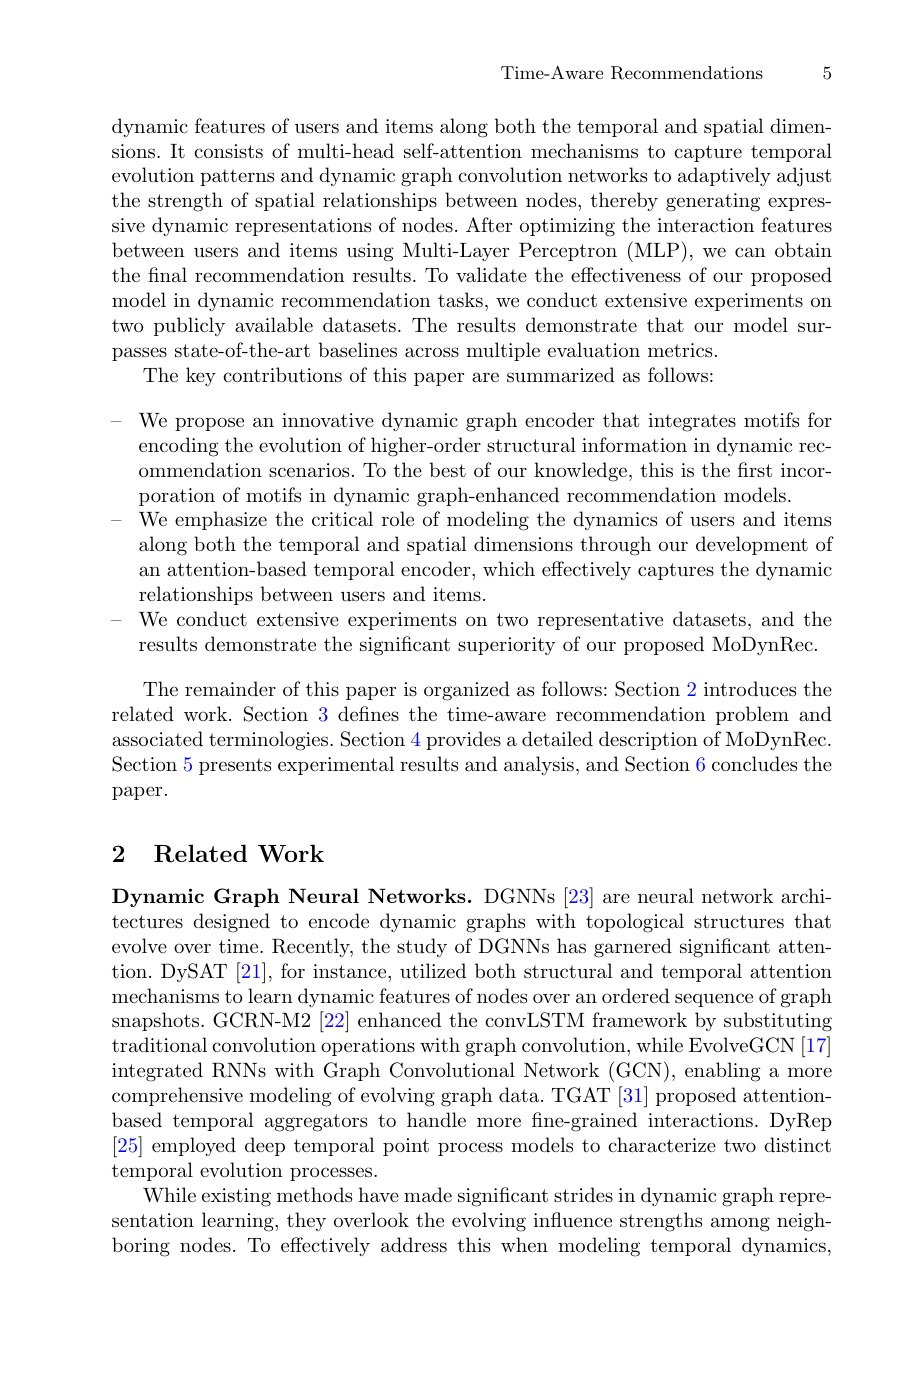 Time-Aware Recommendations 5
dynamic features of users and items along both the temporal and spatial dimen-
sions. It consists of multi-head self-attention mechanisms to capture temporal
evolution patterns and dynamic graph convolution networks to adaptively adjust
the strength of spatial relationships between nodes, thereby generating expres-
sive dynamic representations of nodes. After optimizing the interaction features
between users and items using Multi-Layer Perceptron (MLP), we can obtain
the final recommendation results. To validate the effectiveness of our proposed
model in dynamic recommendation tasks, we conduct extensive experiments on
two publicly available datasets. The results demonstrate that our model sur-
passes state-of-the-art baselines across multiple evaluation metrics.
The key contributions of this paper are summarized as follows:
– We propose an innovative dynamic graph encoder that integrates motifs for
encoding the evolution of higher-order structural information in dynamic rec-
ommendation scenarios. To the best of our knowledge, this is the first incor-
poration of motifs in dynamic graph-enhanced recommendation models.
– We emphasize the critical role of modeling the dynamics of users and items
along both the temporal and spatial dimensions through our development of
an attention-based temporal encoder, which effectively captures the dynamic
relationships between users and items.
– We conduct extensive experiments on two representative datasets, and the
results demonstrate the significant superiority of our proposed MoDynRec.
The remainder of this paper is organized as follows: Section 2 introduces the
related work. Section 3 defines the time-aware recommendation problem and
associated terminologies. Section 4 provides a detailed description of MoDynRec.
Section 5 presents experimental results and analysis, and Section 6 concludes the
paper.
2 Related Work
Dynamic Graph Neural Networks. DGNNs [23] are neural network archi-
tectures designed to encode dynamic graphs with topological structures that
evolve over time. Recently, the study of DGNNs has garnered significant atten-
tion. DySAT [21], for instance, utilized both structural and temporal attention
mechanisms to learn dynamic features of nodes over an ordered sequence of graph
snapshots. GCRN-M2 [22] enhanced the convLSTM framework by substituting
traditional convolution operations with graph convolution, while EvolveGCN [17]
integrated RNNs with Graph Convolutional Network (GCN), enabling a more
comprehensive modeling of evolving graph data. TGAT [31] proposed attention-
based temporal aggregators to handle more fine-grained interactions. DyRep
[25] employed deep temporal point process models to characterize two distinct
temporal evolution processes.
While existing methods have made significant strides in dynamic graph repre-
sentation learning, they overlook the evolving influence strengths among neigh-
boring nodes. To effectively address this when modeling temporal dynamics,